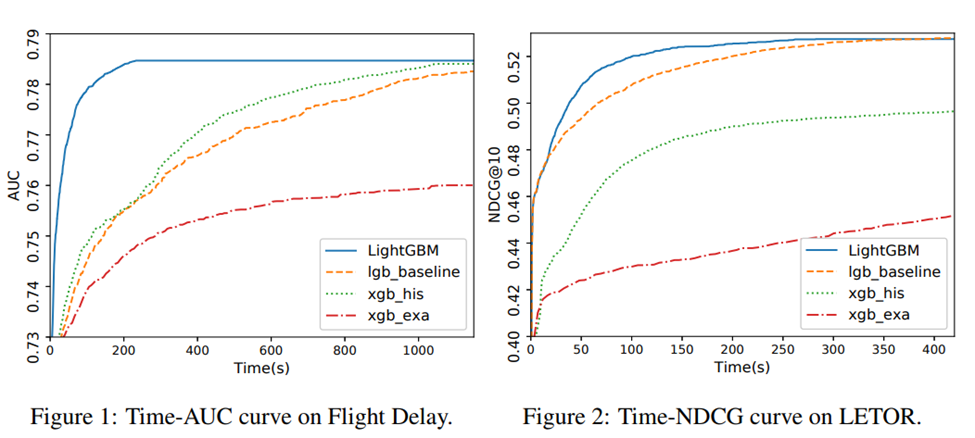 0.79
0.78
0.77
0.76
0.75
0.74
0.73
AUC
0 200 400 600 800 1000
Time(s)
LightGBM
lgb_baseline
xgb_his
xgb_exa
Figure 1: Time-AUC curve on Flight Delay.
0.52
0.50
0.48
0.46
0.44
0.42
0.40
NDCG@10
0 50 100 150 200 250 300 350 400
Time(s)
LightGBM
lgb_baseline
xgb_his
xgb_exa
Figure 2: Time-NDCG curve on LETOR.